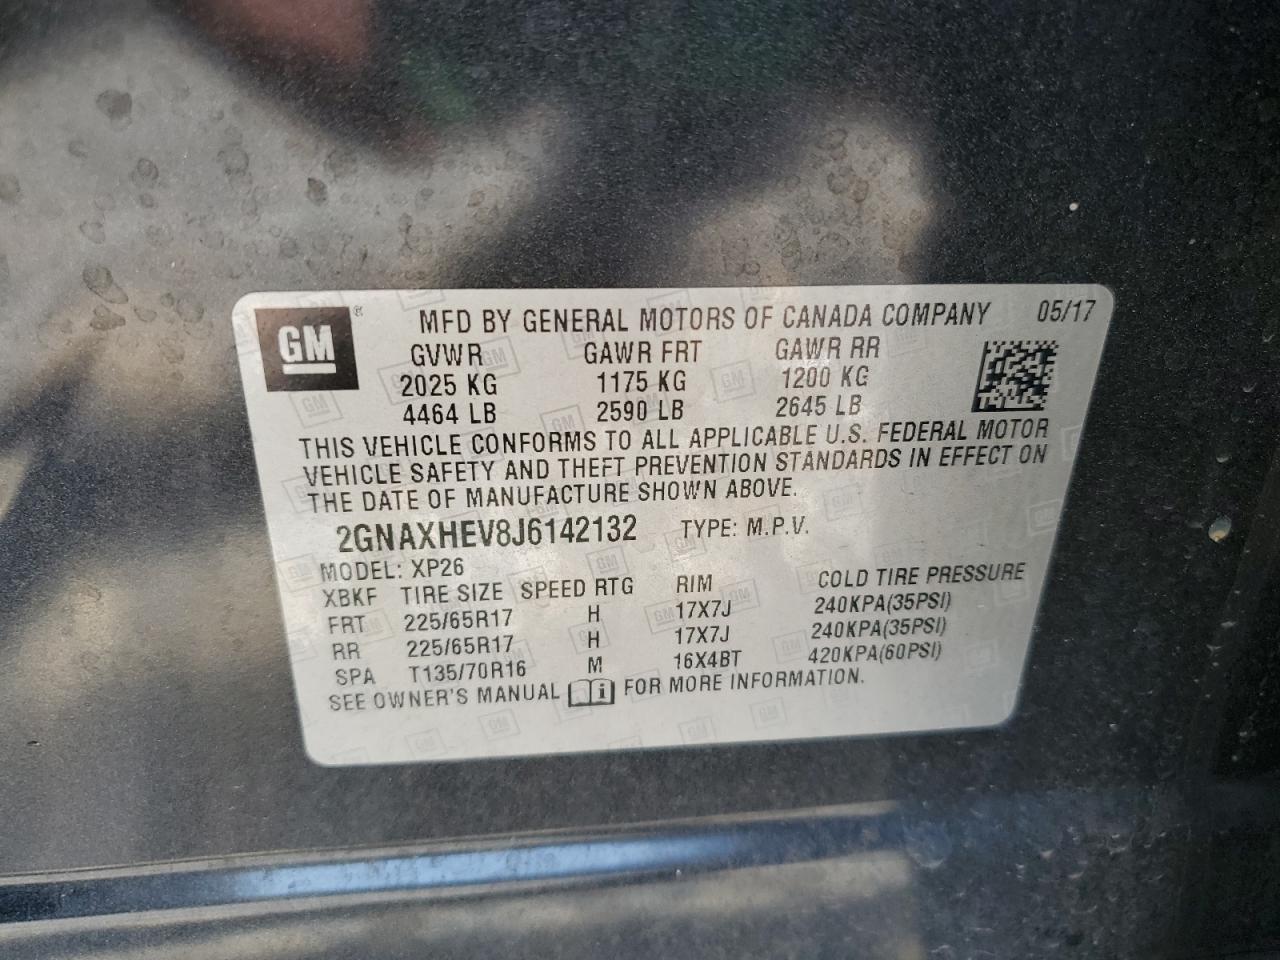 GM ® MFD BY GENERAL MOTORS OF CANADA COMPANY 05/17
GVWR GAWR FRT GAWR RR
2025 KG 1175 KG 1200 KG
4464 LB 2590 LB 2645 LB
THIS VEHICLE CONFORMS TO ALL APPLICABLE U.S. FEDERAL MOTOR
VEHICLE SAFETY AND THEFT PREVENTION STANDARDS IN EFFECT ON
THE DATE OF MANUFACTURE SHOWN ABOVE.
2GNAXHEV8J6142132 TYPE: M.P.V.
MODEL: XP26
XBKF TIRE SIZE SPEED RTG RIM COLD TIRE PRESSURE
FRT 225/65R17 H 17X7J 240KPA(35PSI)
RR 225/65R17 H 17X7J 240KPA(35PSI)
SPA T135/70R16 M 16X4BT 420KPA(60PSI)
SEE OWNER'S MANUAL FOR MORE INFORMATION.